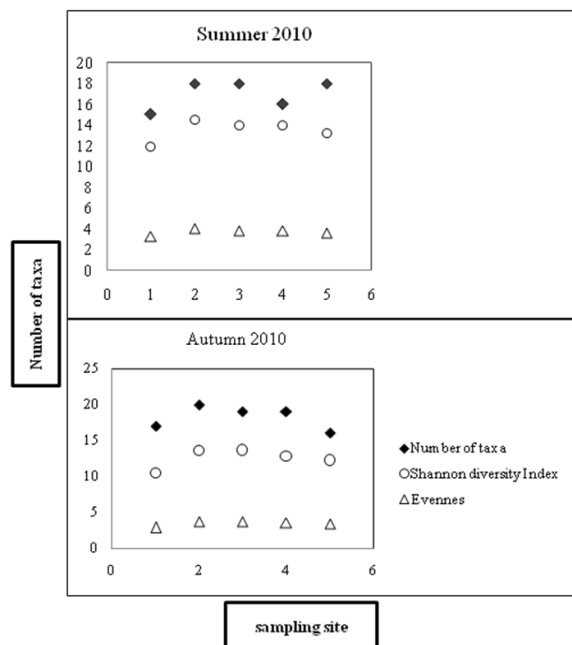 Summer 2010
20
18
16
14
12
10
8
6
4
2
0
0 1 2 3 4 5 6
Number of taxa
Autumn 2010
25
20
15
10
5
0
0 2 4 6
Number of taxa
Shannon diversity Index
Evennes
sampling site